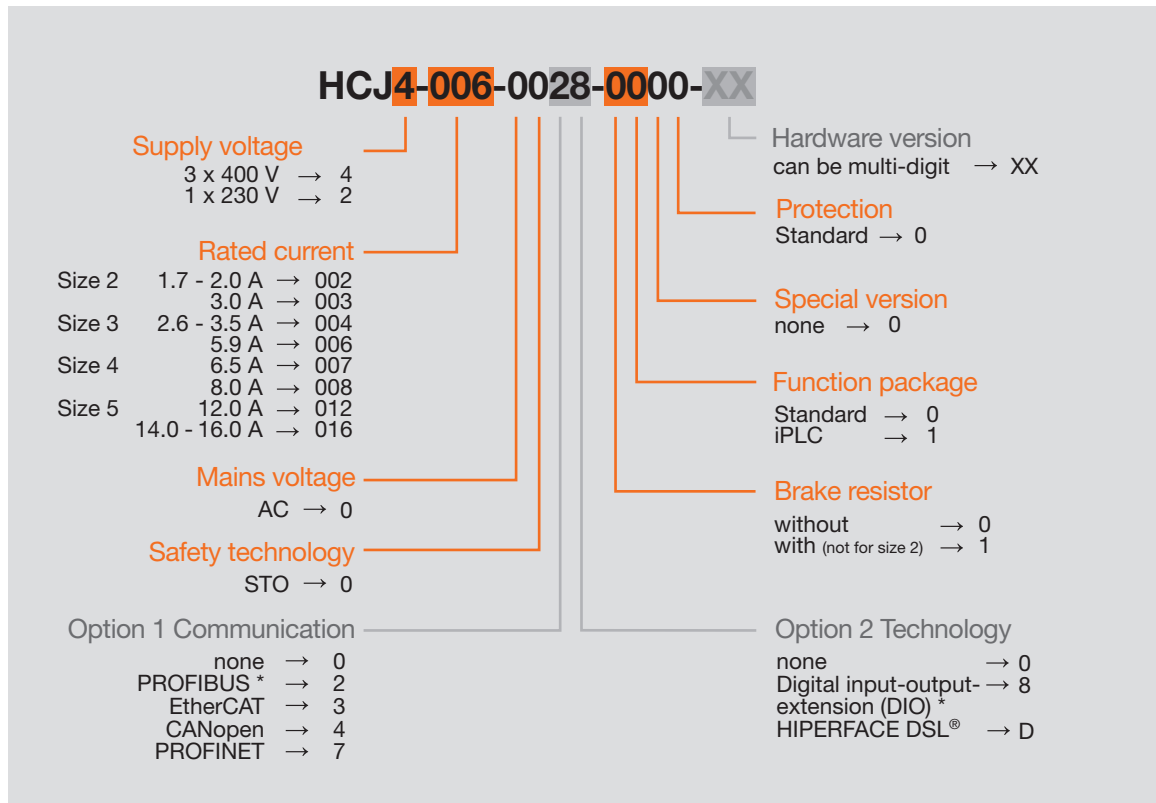 HCJ4-006-0028-0000-XX
Supply voltage
3 x 400 V → 4
1 x 230 V → 2
Rated current
Size 2 1.7 - 2.0 A → 002
3.0 A → 003
Size 3 2.6 - 3.5 A → 004
5.9 A → 006
Size 4 6.5 A → 007
8.0 A → 008
Size 5 12.0 A → 012
14.0 - 16.0 A → 016
Mains voltage
AC → 0
Safety technology
STO → 0
Option 1 Communication
none → 0
PROFIBUS * → 2
EtherCAT → 3
CANopen → 4
PROFINET → 7
Hardware version
can be multi-digit → XX
Protection
Standard → 0
Special version
none → 0
Function package
Standard → 0
iPLC → 1
Brake resistor
without → 0
with (not for size 2) → 1
Option 2 Technology
none → 0
Digital input-output- → 8
extension (DIO) *
HIPERFACE DSL® → D